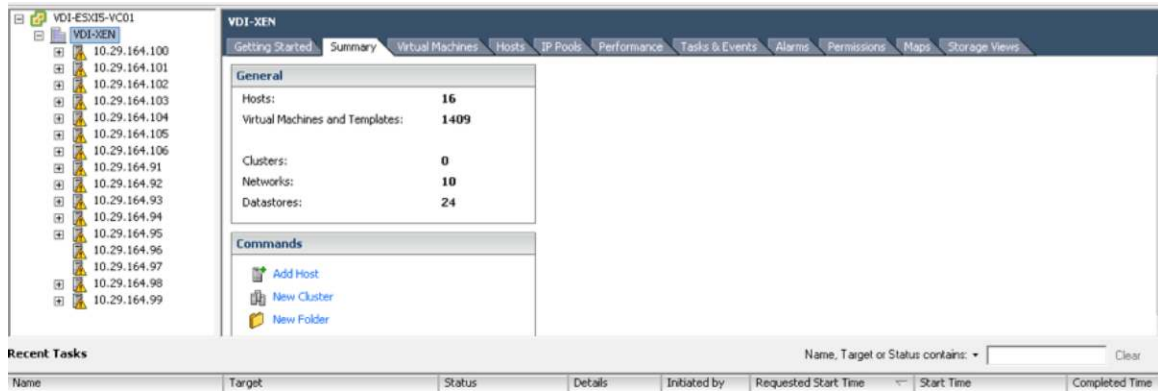 VDI-ESXI5-VC01
VDI-XEN
10.29.164.100
10.29.164.101
10.29.164.102
10.29.164.103
10.29.164.104
10.29.164.105
10.29.164.106
10.29.164.91
10.29.164.92
10.29.164.93
10.29.164.94
10.29.164.95
10.29.164.96
10.29.164.97
10.29.164.98
10.29.164.99
VDI-XEN
Getting Started Summary Virtual Machines Hosts IP Pools Performance Tasks & Events Alarms Permissions Maps Storage Views
General
Hosts: 16
Virtual Machines and Templates: 1409
Clusters: 0
Networks: 10
Datastores: 24
Commands
Add Host
New Cluster
New Folder
Recent Tasks Name, Target or Status contains: Clear
Name Target Status Details Initiated by Requested Start Time Start Time Completed Time